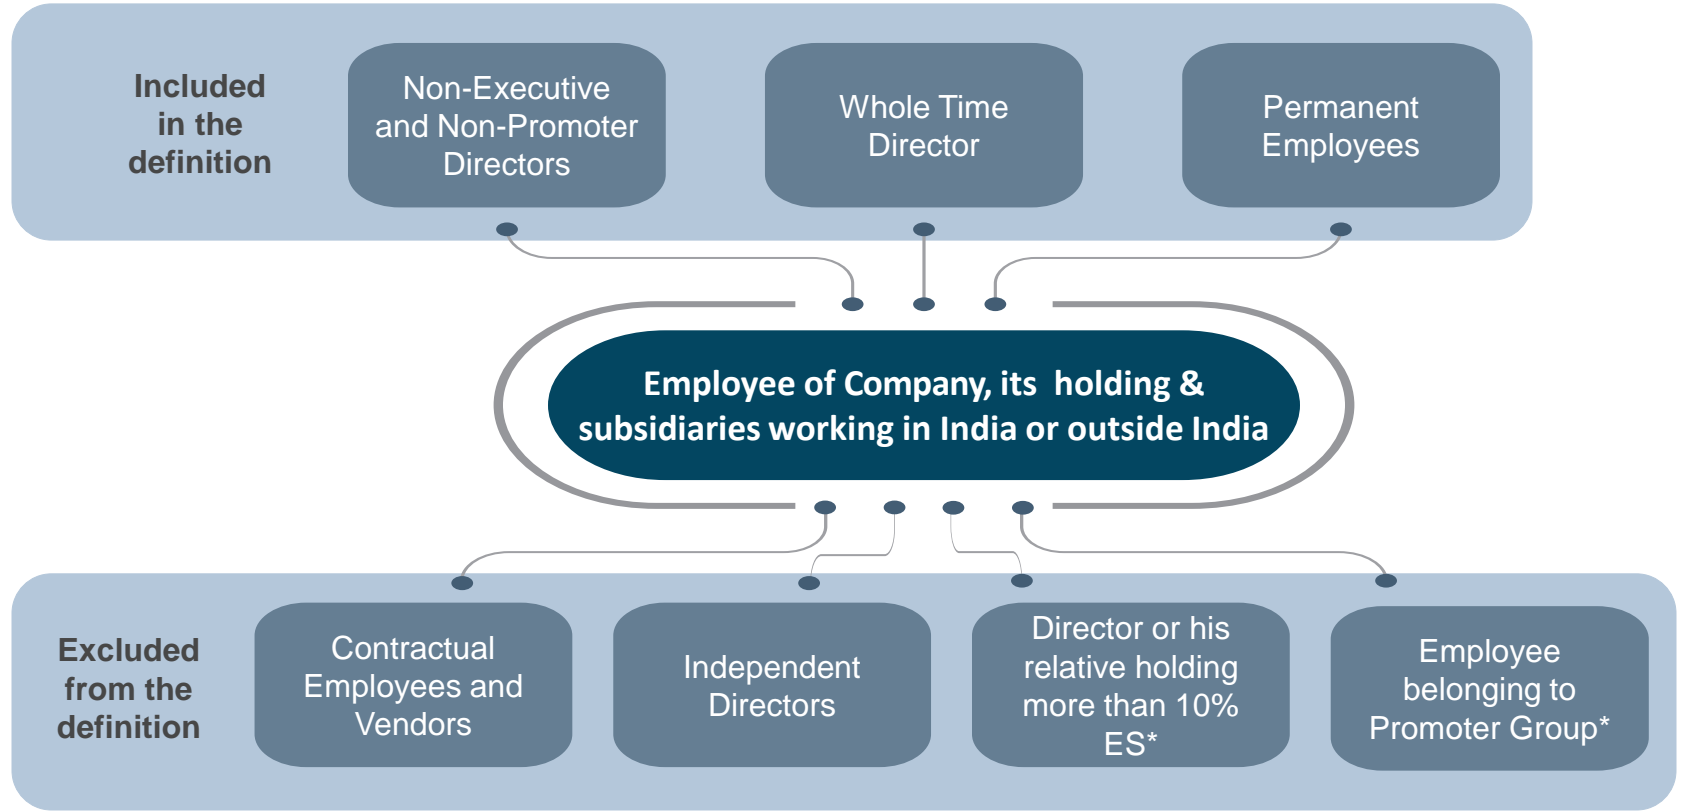 Included
in the
definition
Non-Executive
and Non-Promoter
Directors
Whole Time
Director
Permanent
Employees
Employee of Company, its  holding &
subsidiaries working in India or outside India
Excluded
from the
definition
Contractual
Employees and
Vendors
Independent
Directors
Director or his
relative holding
more than 10%
ES*
Employee
belonging to
Promoter Group*